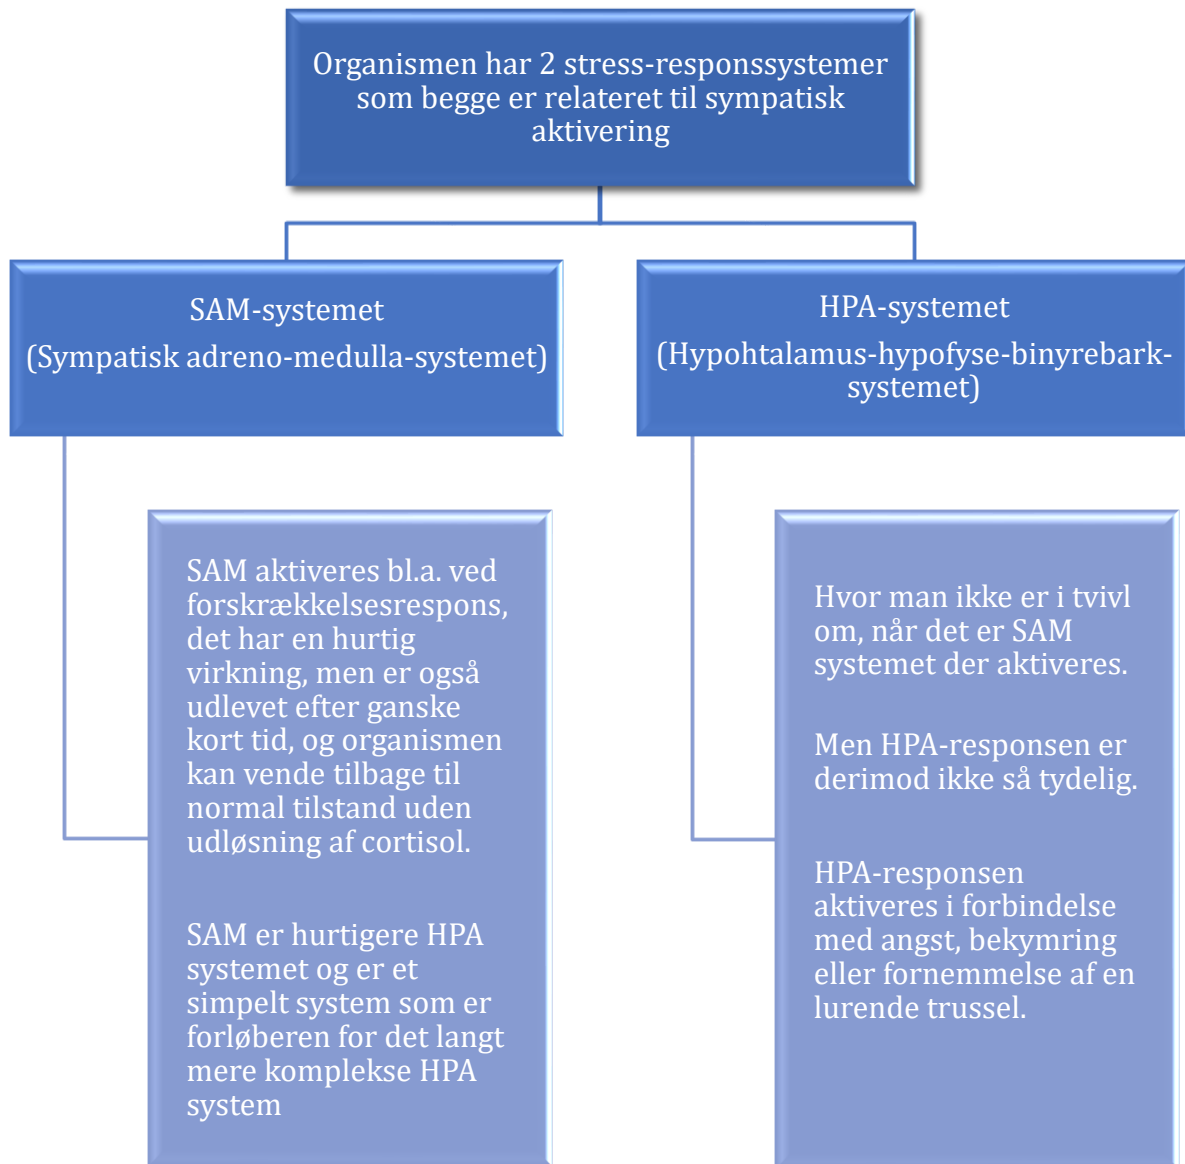 Organismen har 2 stress-responssystemer
som begge er relateret til sympatisk
aktivering
SAM-systemet
(Sympatisk adreno-medulla-systemet)
HPA-systemet
(Hypohtalamus-hypofyse-binyrebark-
systemet)
SAM aktiveres bl.a. ved
forskrækkelsesrespons,
det har en hurtig
virkning, men er også
udlevet efter ganske
kort tid, og organismen
kan vende tilbage til
normal tilstand uden
udløsning af cortisol.
SAM er hurtigere HPA
systemet og er et
simpelt system som er
forløberen for det langt
mere komplekse HPA
system
Hvor man ikke er i tvivl
om, når det er SAM
systemet der aktiveres.
Men HPA-responsen er
derimod ikke så tydelig.
HPA-responsen
aktiveres i forbindelse
med angst, bekymring
eller fornemmelse af en
lurende trussel.